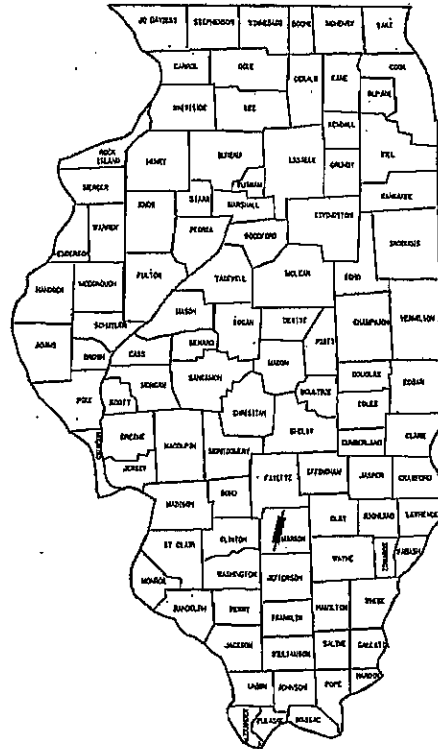 JO DAVIESS STEPHENSON WINNEBAGO BOONE MCHENRY LAKE
CARROLL OGLE DEKALB KANE COOK
DUPAGE
WHITESIDE LEE
KENDALL
ROCK ISLAND HENRY BUREAU LASALLE GRUNDY WILL
PUTNAM
MERCER KNOX STARK MARSHALL KANKAKEE
LIVINGSTON
WARREN PEORIA WOODFORD IROQUOIS
HENDERSON
HANCOCK MCDONOUGH FULTON TAZEWELL MCLEAN FORD
MASON
SCHUYLER LOGAN DEWITT CHAMPAIGN VERMILION
ADAMS PIATT
BROWN CASS MENARD MACON
DOUGLAS
MORGAN SANGAMON EDGAR
PIKE SCOTT MOULTRIE COLES
CHRISTIAN
GREENE SHELBY
MACOUPIN CUMBERLAND CLARK
CALHOUN MONTGOMERY
JERSEY FAYETTE EFFINGHAM JASPER CRAWFORD
MADISON BOND CLAY RICHLAND LAWRENCE
CLINTON MARION
ST CLAIR WAYNE EDWARDS WABASH
WASHINGTON JEFFERSON
MONROE
RANDOLPH PERRY HAMILTON WHITE
FRANKLIN
JACKSON SALINE GALLATIN
WILLIAMSON
UNION JOHNSON POPE HARDIN
ALEXANDER PULASKI MASSAC